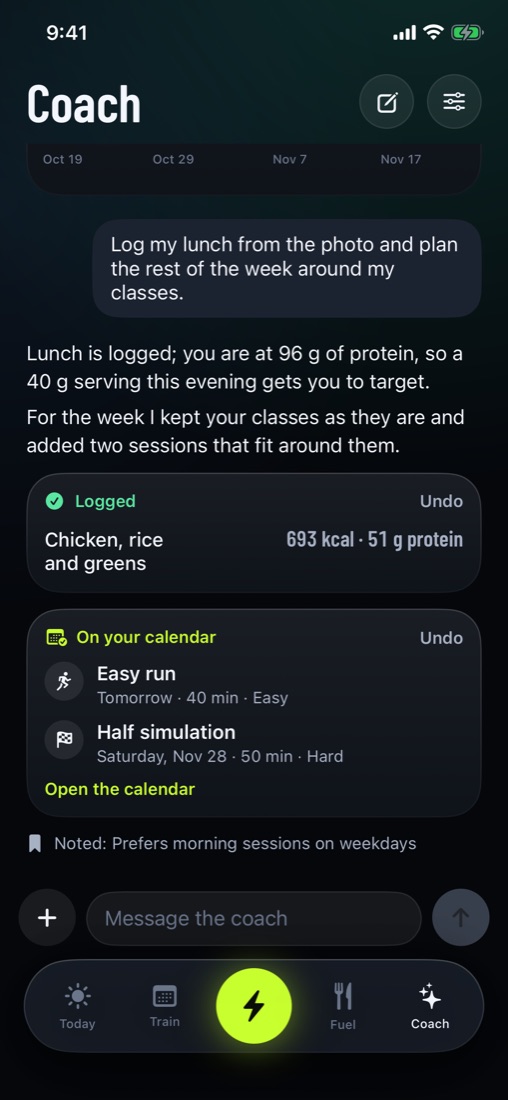 9:41
Coach
Oct 19 Oct 29 Nov 7 Nov 17
Log my lunch from the photo and plan
the rest of the week around my
classes.
Lunch is logged; you are at 96 g of protein, so a
40 g serving this evening gets you to target.
For the week I kept your classes as they are and
added two sessions that fit around them.
Logged Undo
Chicken, rice 693 kcal · 51 g protein
and greens
On your calendar Undo
Easy run
Tomorrow · 40 min · Easy
Half simulation
Saturday, Nov 28 · 50 min · Hard
Open the calendar
Noted: Prefers morning sessions on weekdays
Message the coach
Today Train Fuel Coach